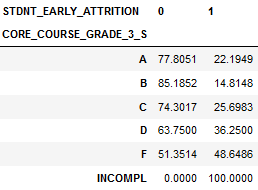 STDNT_EARLY_ATTRITION 0 1
CORE_COURSE_GRADE_3_S
A 77.8051 22.1949
B 85.1852 14.8148
C 74.3017 25.6983
D 63.7500 36.2500
F 51.3514 48.6486
INCOMPL 0.0000 100.0000